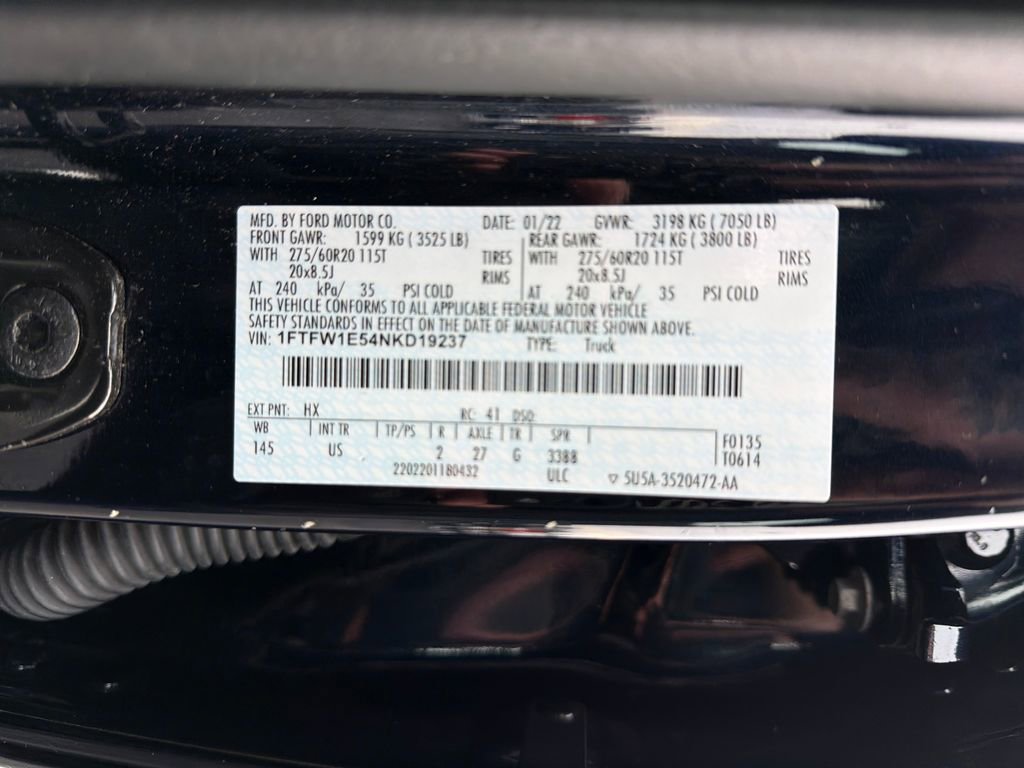 MFD. BY FORD MOTOR CO. DATE: 01/22 GVWR: 3198 KG ( 7050 LB)
FRONT GAWR: 1599 KG ( 3525 LB) REAR GAWR: 1724 KG ( 3800 LB)
WITH 275/60R20 115T TIRES WITH 275/60R20 115T TIRES
20x8.5J RIMS 20x8.5J RIMS
AT 240 kPa/ 35 PSI COLD AT 240 kPa/ 35 PSI COLD
THIS VEHICLE CONFORMS TO ALL APPLICABLE FEDERAL MOTOR VEHICLE
SAFETY STANDARDS IN EFFECT ON THE DATE OF MANUFACTURE SHOWN ABOVE.
VIN: 1FTFW1E54NKD19237 TYPE: Truck
EXT PNT: HX RC: 41 DSO:
WB INT TR TP/PS R AXLE TR SPR F0135
145 US 2 27 G 3388 T0614
2202201180432 ULC ▽ 5U5A-3520472-AA